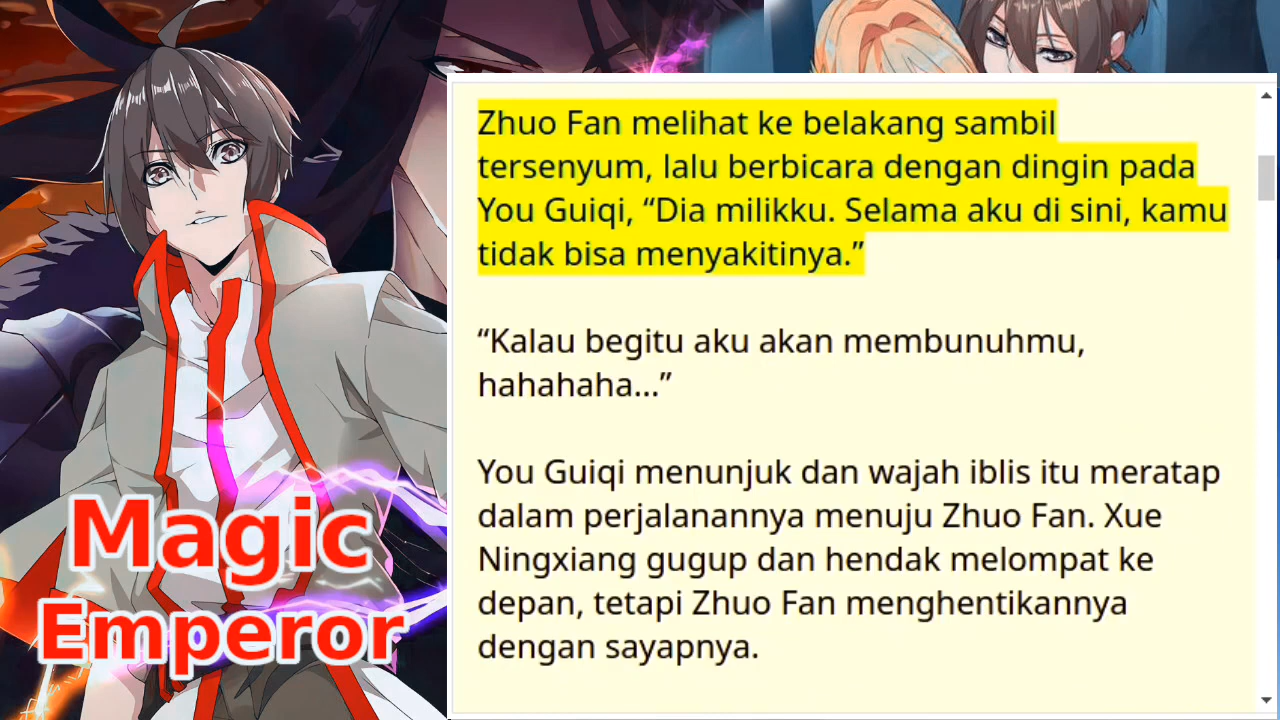 Magic
Emperor
Zhuo Fan melihat ke belakang sambil
tersenyum, lalu berbicara dengan dingin pada
You Guiqi, “Dia milikku. Selama aku di sini, kamu
tidak bisa menyakitinya.”
“Kalau begitu aku akan membunuhmu,
hahahaha...”
You Guiqi menunjuk dan wajah iblis itu meratap
dalam perjalanannya menuju Zhuo Fan. Xue
Ningxiang gugup dan hendak melompat ke
depan, tetapi Zhuo Fan menghentikannya
dengan sayapnya.